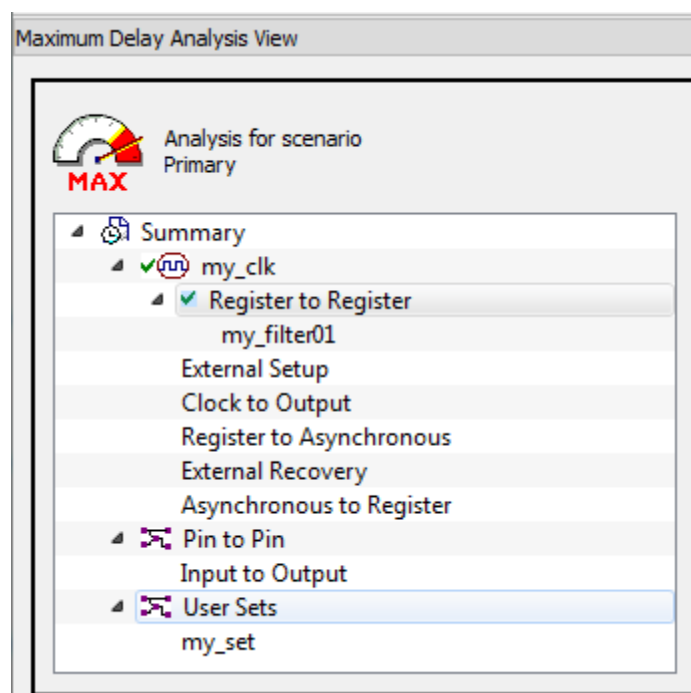 Maximum Delay Analysis View
Analysis for scenario
Primary
MAX
Summary
my_clk
Register to Register
my_filter01
External Setup
Clock to Output
Register to Asynchronous
External Recovery
Asynchronous to Register
Pin to Pin
Input to Output
User Sets
my_set